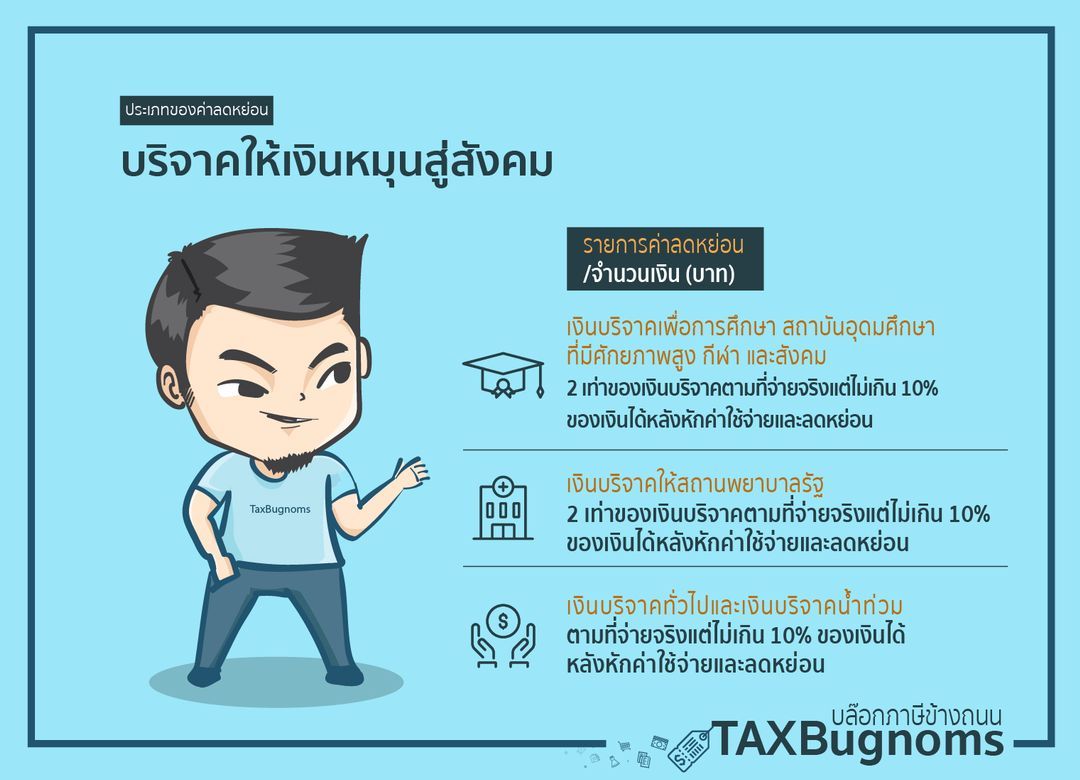 ประเภทของค่าลดหย่อน
บริจาคให้เงินหมุนสู่สังคม
รายการค่าลดหย่อน
/จำนวนเงิน (บาท)
เงินบริจาคเพื่อการศึกษา สถาบันอุดมศึกษา
ที่มีศักยภาพสูง กีฬา และสังคม
2 เท่าของเงินบริจาคตามที่จ่ายจริงแต่ไม่เกิน 10%
ของเงินได้หลังหักค่าใช้จ่ายและลดหย่อน
เงินบริจาคให้สถานพยาบาลรัฐ
2 เท่าของเงินบริจาคตามที่จ่ายจริงแต่ไม่เกิน 10%
ของเงินได้หลังหักค่าใช้จ่ายและลดหย่อน
เงินบริจาคทั่วไปและเงินบริจาคน้ำท่วม
ตามที่จ่ายจริงแต่ไม่เกิน 10% ของเงินได้
หลังหักค่าใช้จ่ายและลดหย่อน
TaxBugnoms
บล๊อกภาษีข้างถนน
TAXBugnoms